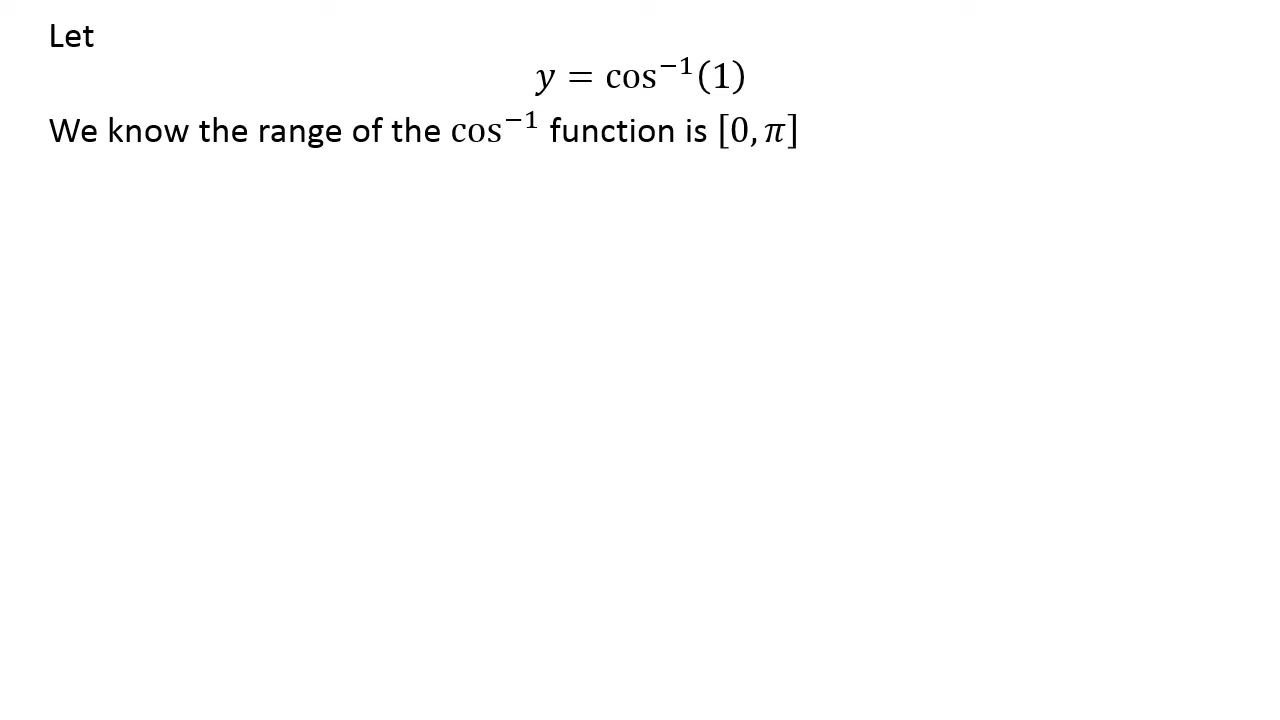 Let
y = cos⁻¹(1)
We know the range of the cos⁻¹ function is [0, π]